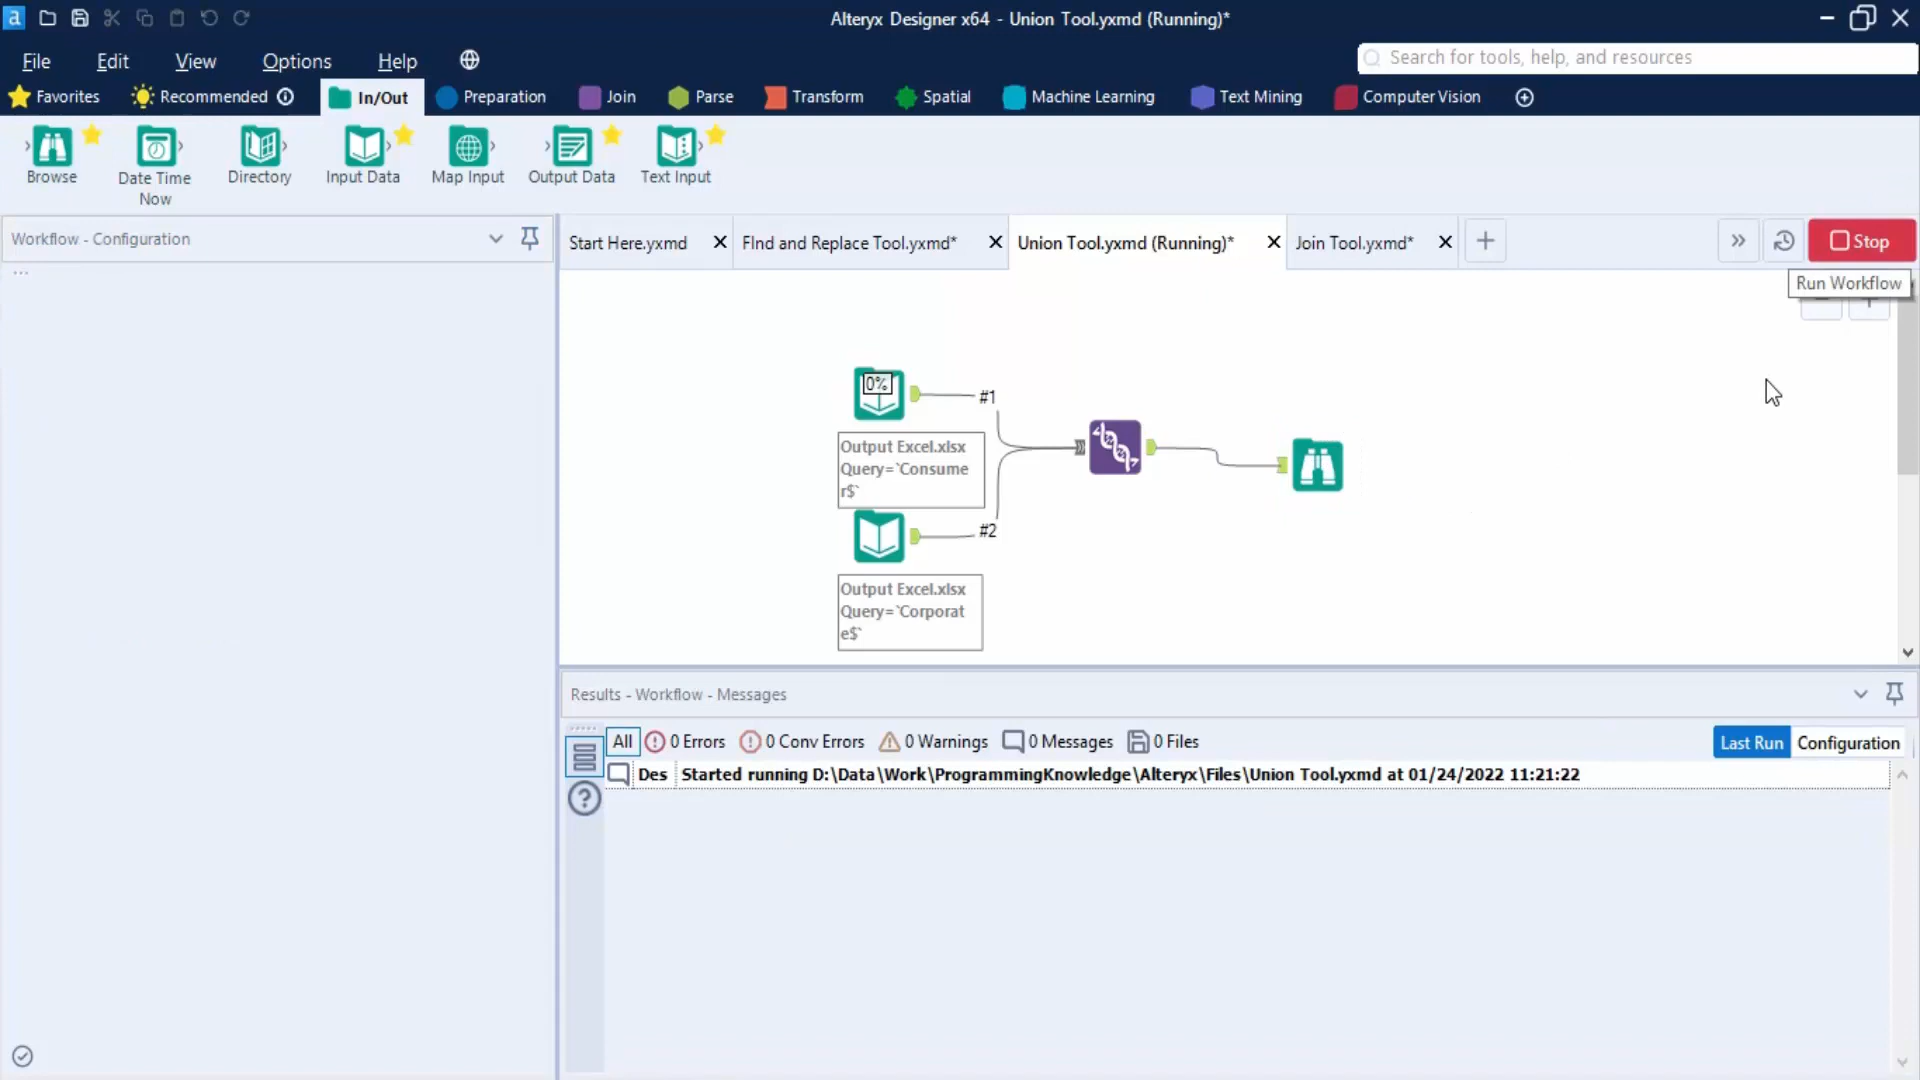 a
Alteryx Designer x64 - Union Tool.yxmd (Running)*
File Edit View Options Help
Search for tools, help, and resources
Favorites Recommended In/Out Preparation Join Parse Transform Spatial Machine Learning Text Mining Computer Vision
Browse Date Time Now Directory Input Data Map Input Output Data Text Input
Workflow - Configuration
Start Here.yxmd FInd and Replace Tool.yxmd* Union Tool.yxmd (Running)* Join Tool.yxmd* Stop
Run Workflow
0%
#1
Output Excel.xlsx
Query=`Consume
r$`
#2
Output Excel.xlsx
Query=`Corporat
e$`
Results - Workflow - Messages
All 0 Errors 0 Conv Errors 0 Warnings 0 Messages 0 Files Last Run Configuration
Des Started running D:\Data\Work\ProgrammingKnowledge\Alteryx\Files\Union Tool.yxmd at 01/24/2022 11:21:22